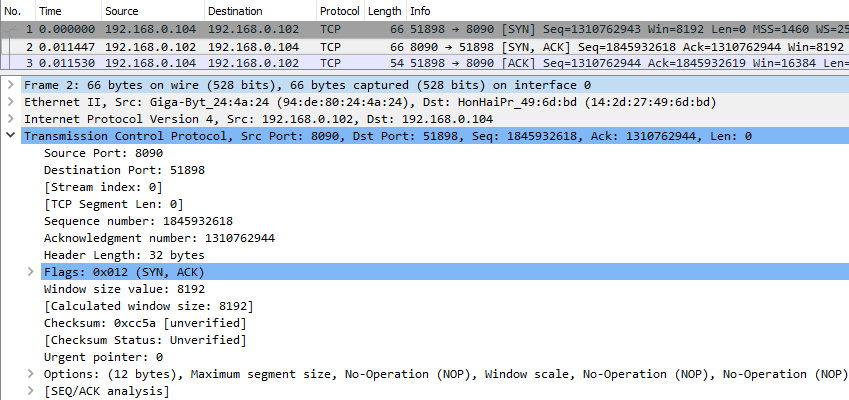 No. Time Source Destination Protocol Length Info
1 0.000000 192.168.0.104 192.168.0.102 TCP 66 51898 → 8090 [SYN] Seq=1310762943 Win=8192 Len=0 MSS=1460 WS=25
2 0.011447 192.168.0.102 192.168.0.104 TCP 66 8090 → 51898 [SYN, ACK] Seq=1845932618 Ack=1310762944 Win=8192
3 0.011530 192.168.0.104 192.168.0.102 TCP 54 51898 → 8090 [ACK] Seq=1310762944 Ack=1845932619 Win=16384 Len=
Frame 2: 66 bytes on wire (528 bits), 66 bytes captured (528 bits) on interface 0
Ethernet II, Src: Giga-Byt_24:4a:24 (94:de:80:24:4a:24), Dst: HonHaiPr_49:6d:bd (14:2d:27:49:6d:bd)
Internet Protocol Version 4, Src: 192.168.0.102, Dst: 192.168.0.104
Transmission Control Protocol, Src Port: 8090, Dst Port: 51898, Seq: 1845932618, Ack: 1310762944, Len: 0
Source Port: 8090
Destination Port: 51898
[Stream index: 0]
[TCP Segment Len: 0]
Sequence number: 1845932618
Acknowledgment number: 1310762944
Header Length: 32 bytes
Flags: 0x012 (SYN, ACK)
Window size value: 8192
[Calculated window size: 8192]
Checksum: 0xcc5a [unverified]
[Checksum Status: Unverified]
Urgent pointer: 0
Options: (12 bytes), Maximum segment size, No-Operation (NOP), Window scale, No-Operation (NOP), No-Operation (NOP)
[SEQ/ACK analysis]